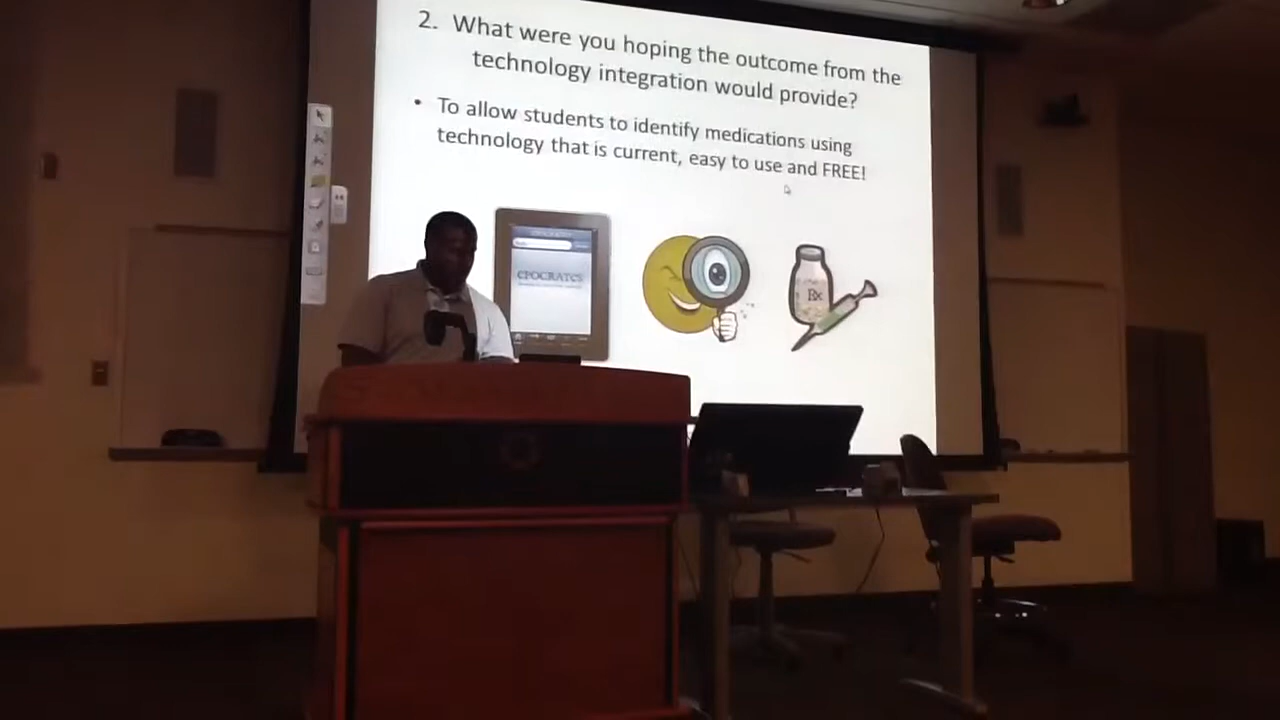 2. What were you hoping the outcome from the
technology integration would provide?
• To allow students to identify medications using
technology that is current, easy to use and FREE!
EPOCRATES
Rx